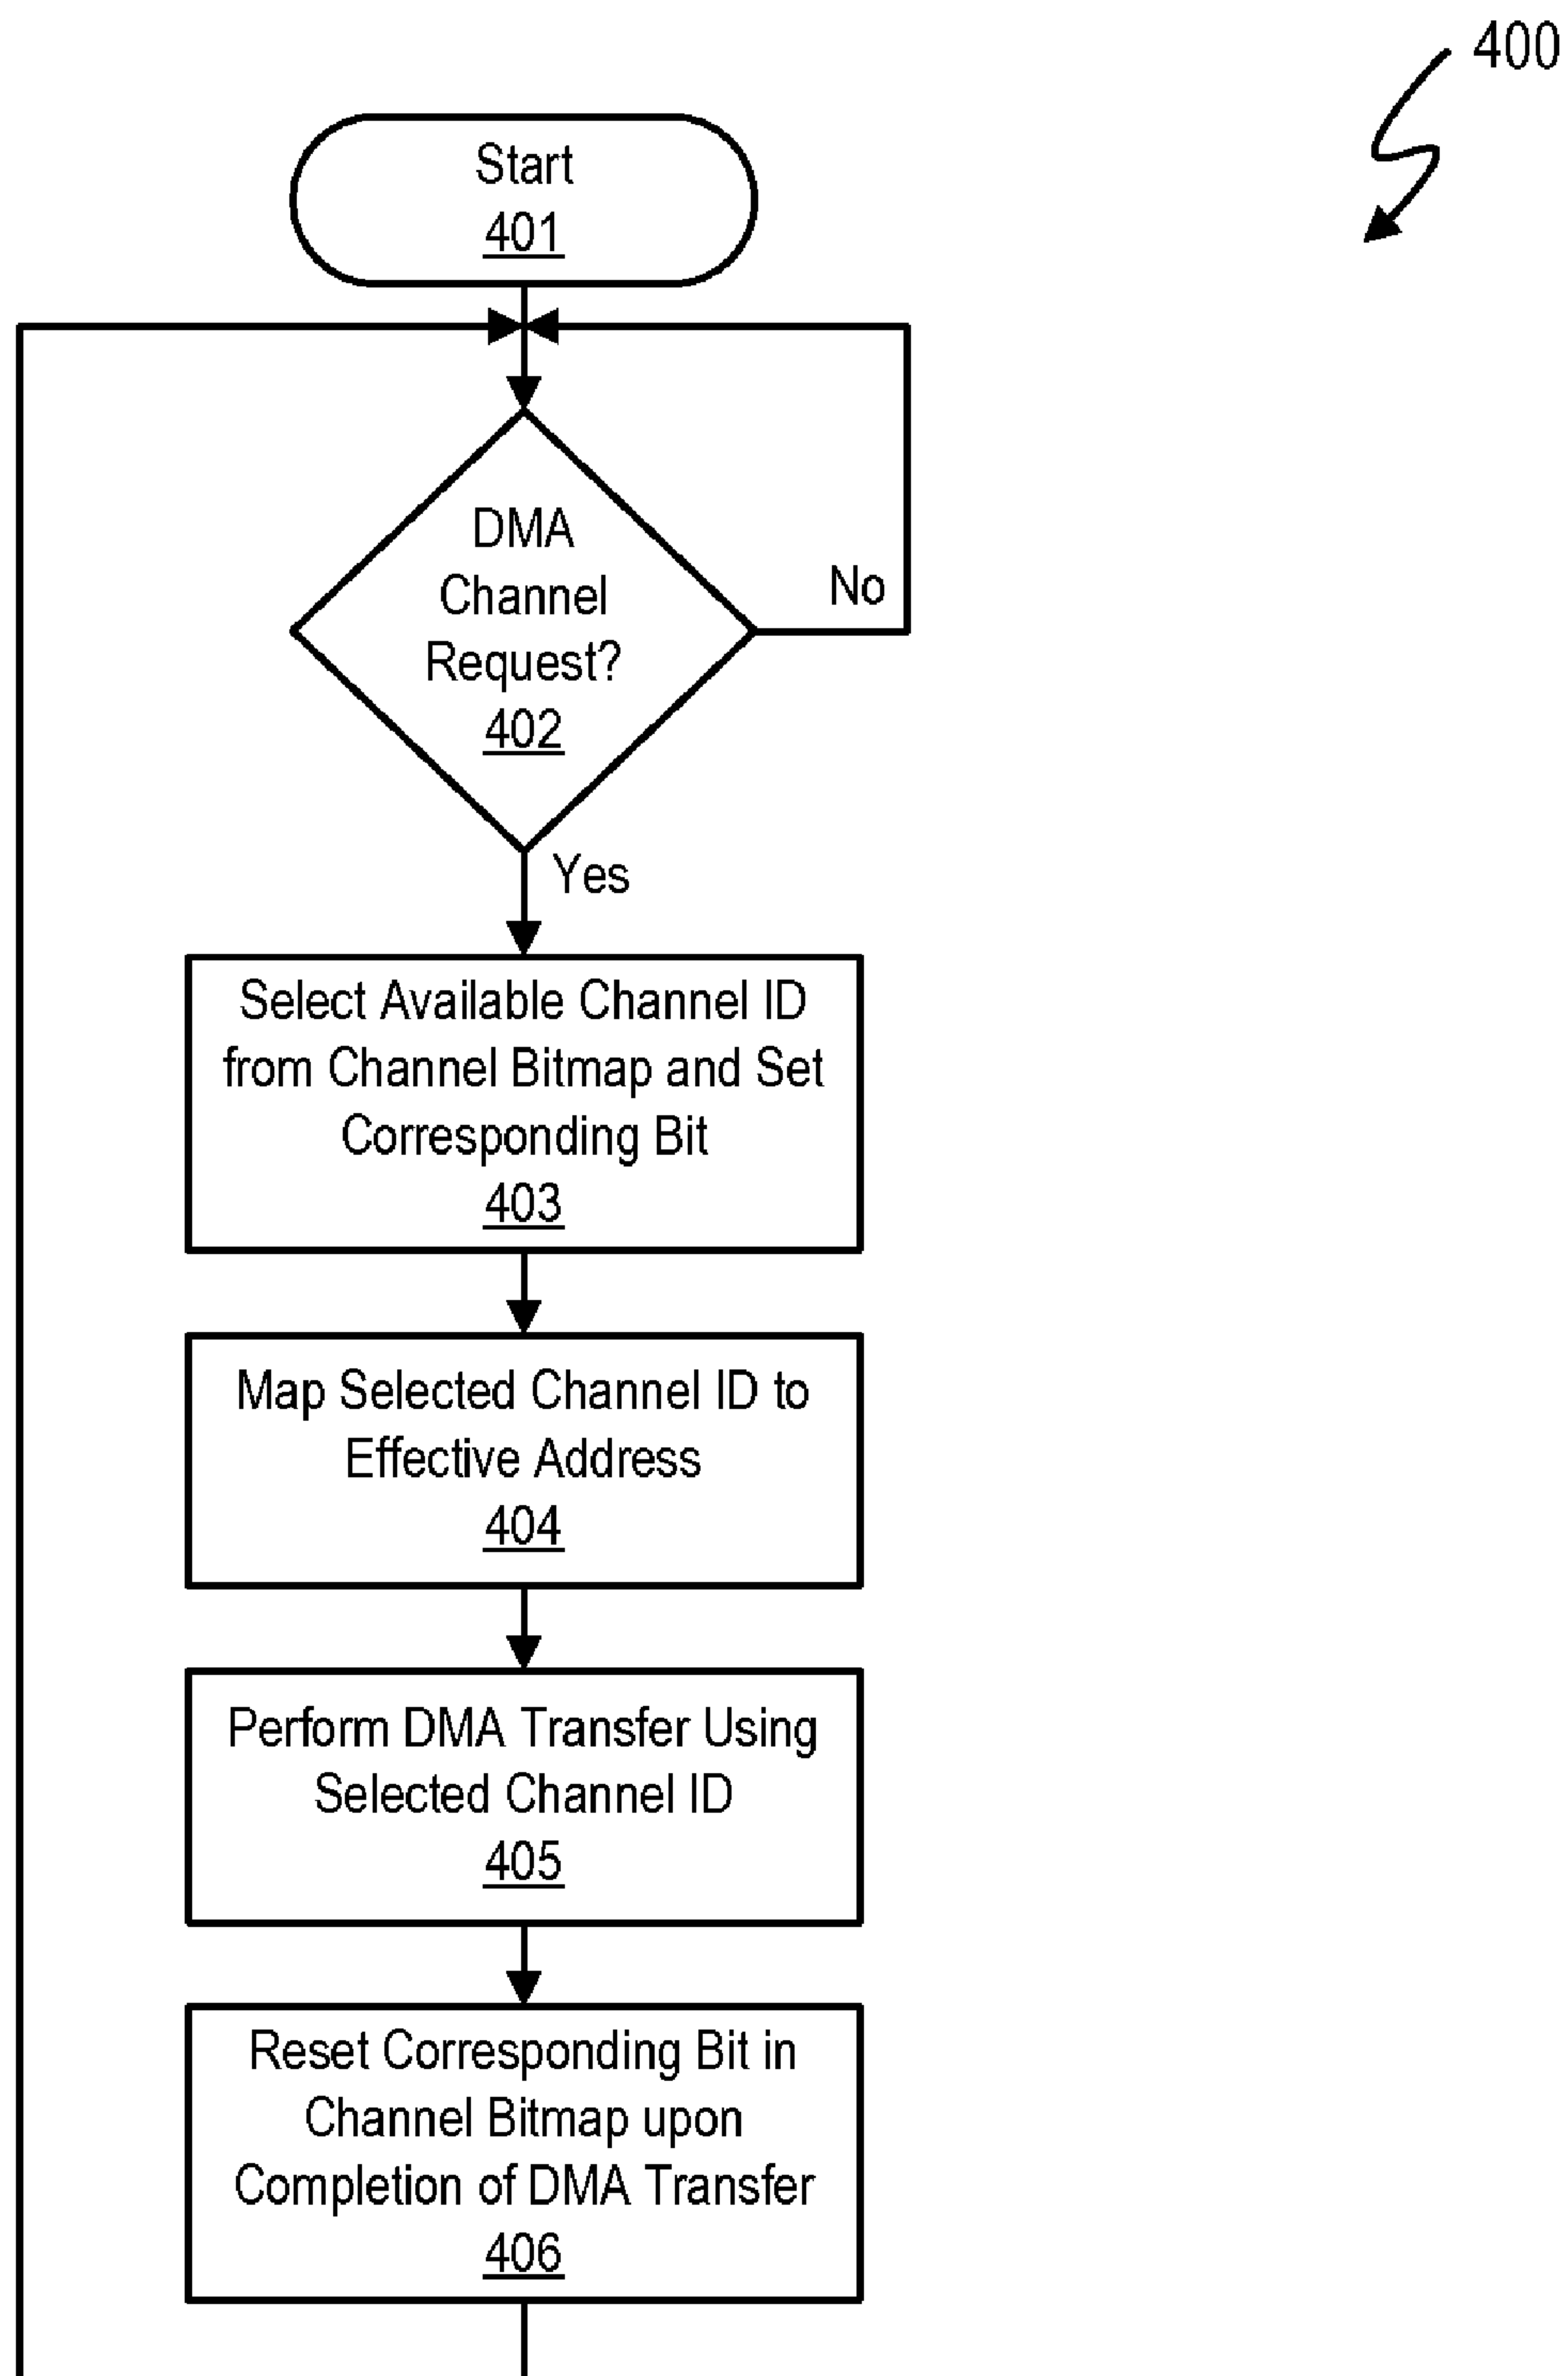 400
Start
401
DMA
Channel
Request?
402
No
Yes
Select Available Channel ID
from Channel Bitmap and Set
Corresponding Bit
403
Map Selected Channel ID to
Effective Address
404
Perform DMA Transfer Using
Selected Channel ID
405
Reset Corresponding Bit in
Channel Bitmap upon
Completion of DMA Transfer
406